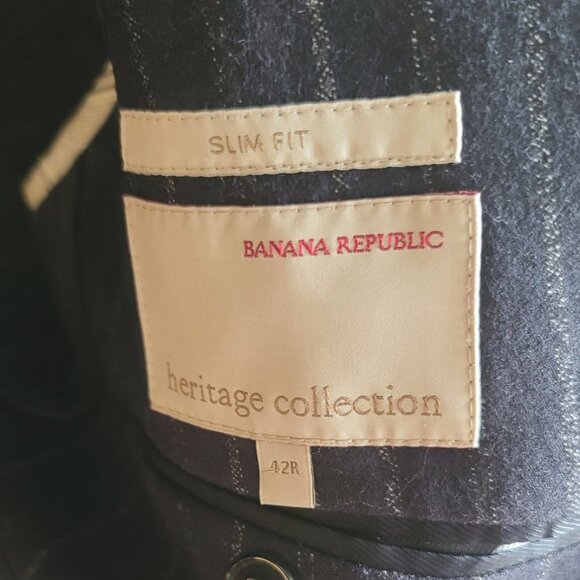 SLIM FIT
BANANA REPUBLIC
heritage collection
42R